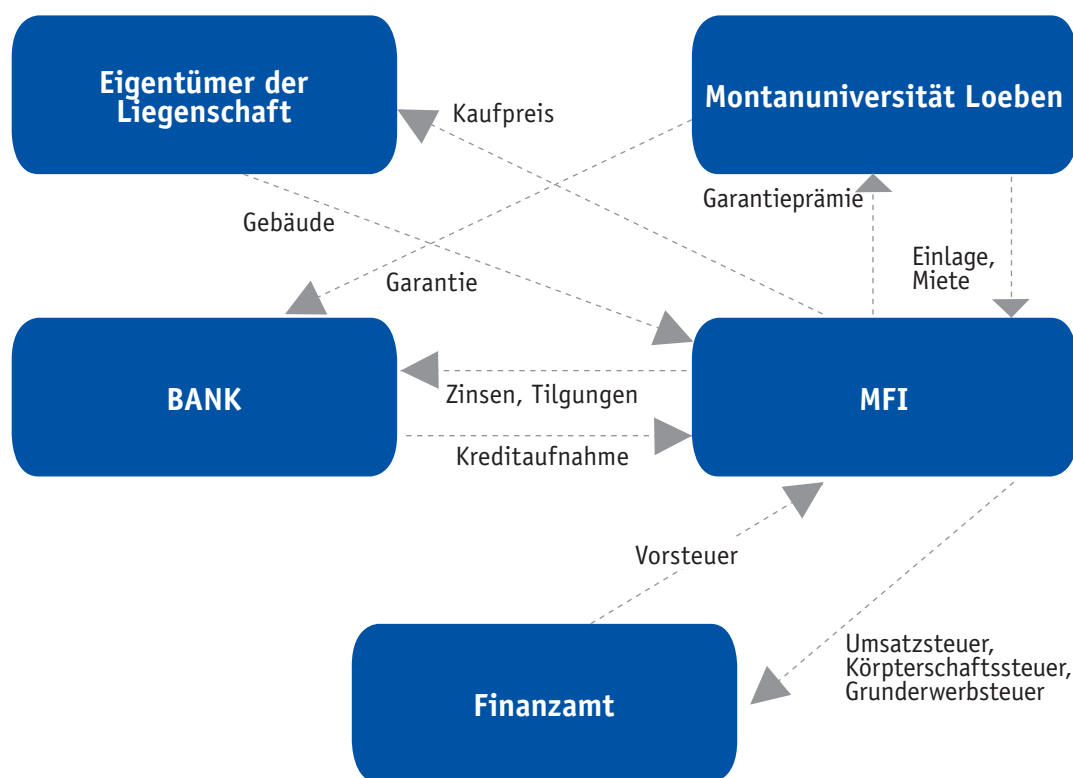 Eigentümer der
Liegenschaft
Montanuniversität Loeben
Kaufpreis
Garantieprämie
Gebäude
Einlage,
Miete
Garantie
BANK
Zinsen, Tilgungen
MFI
Kreditaufnahme
Vorsteuer
Umsatzsteuer,
Körpterschaftssteuer,
Grunderwerbsteuer
Finanzamt